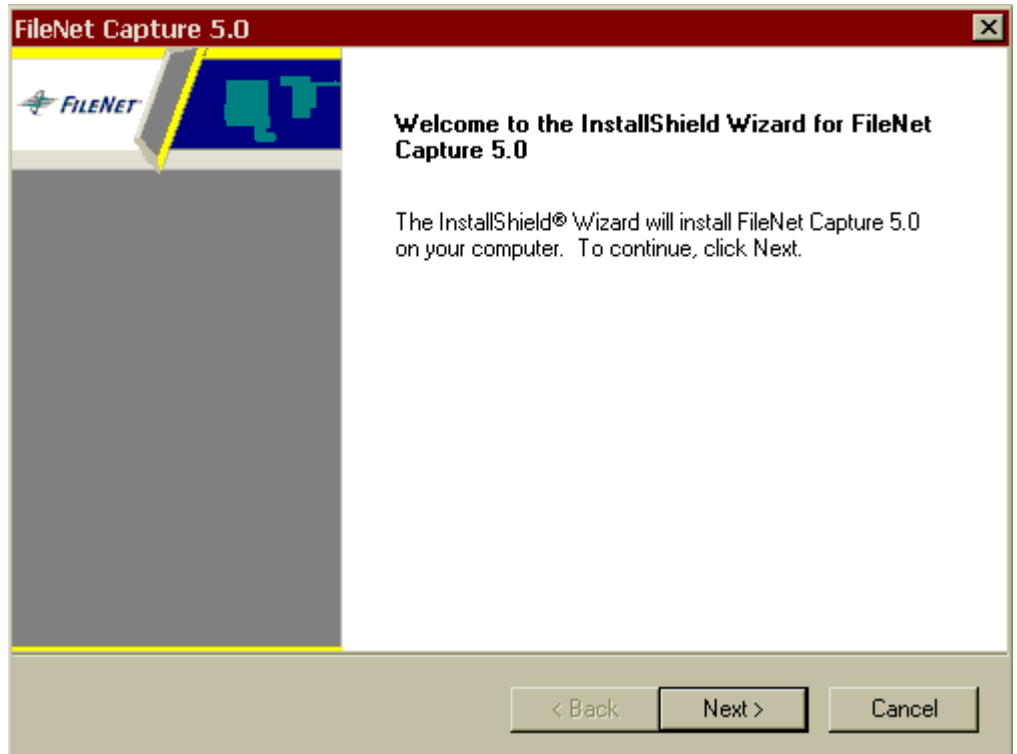 FileNet Capture 5.0
FILENET
Welcome to the InstallShield Wizard for FileNet
Capture 5.0
The InstallShield® Wizard will install FileNet Capture 5.0
on your computer.  To continue, click Next.
< Back
Next >
Cancel